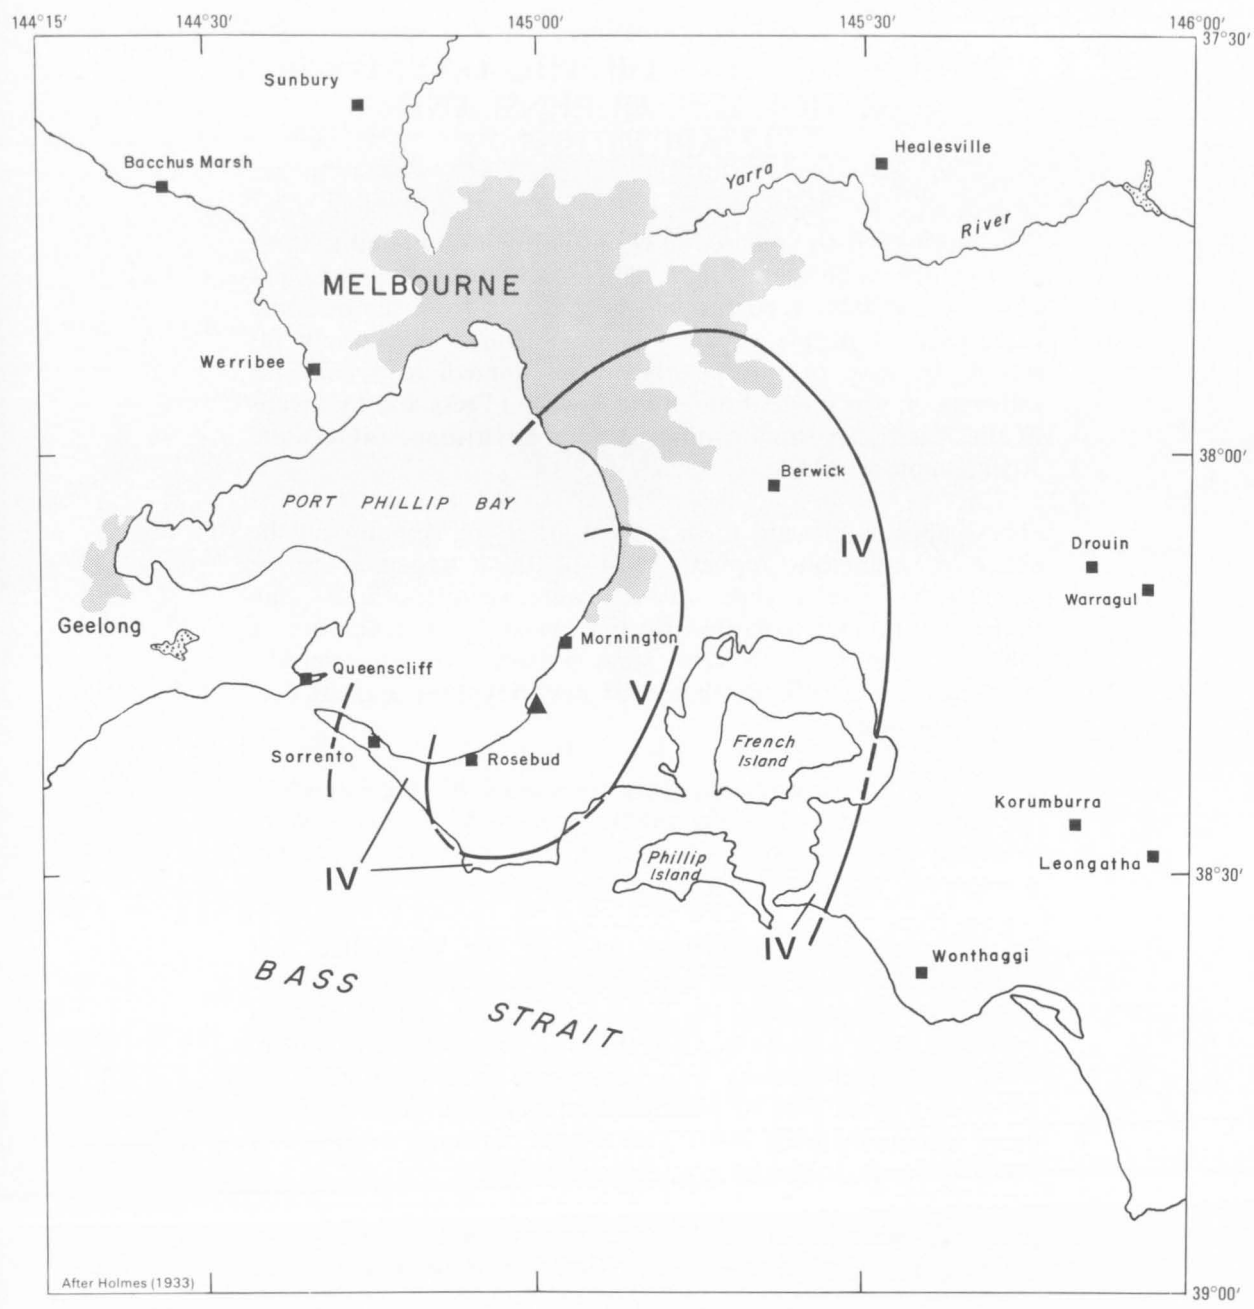 144°15′ 144°30′ 145°00′ 145°30′ 146°00′
37°30′
Sunbury
Healesville
Bacchus Marsh
Yarra
River
MELBOURNE
Werribee
38°00′
Berwick
PORT PHILLIP BAY
IV
Drouin
Warragul
Geelong
Mornington
Queenscliff
V
French
Island
Sorrento
Rosebud
Korumburra
Phillip
Island
Leongatha
IV
38°30′
IV
Wonthaggi
BASS
STRAIT
After Holmes (1933)
39°00′